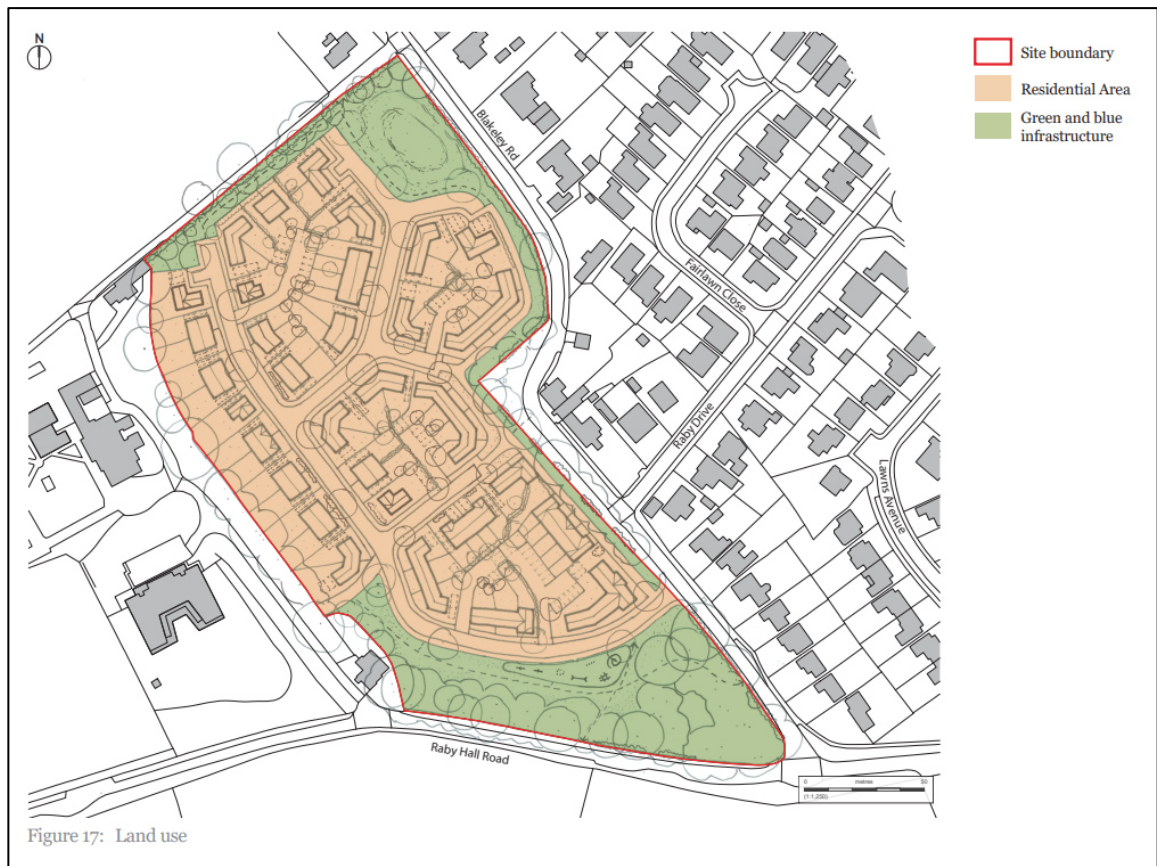 N
Site boundary
Residential Area
Green and blue
infrastructure
Blakeley Rd
Fairlawn Close
Raby Drive
Lawns Avenue
Raby Hall Road
0 metres 50
(1:1,250)
Figure 17: Land use